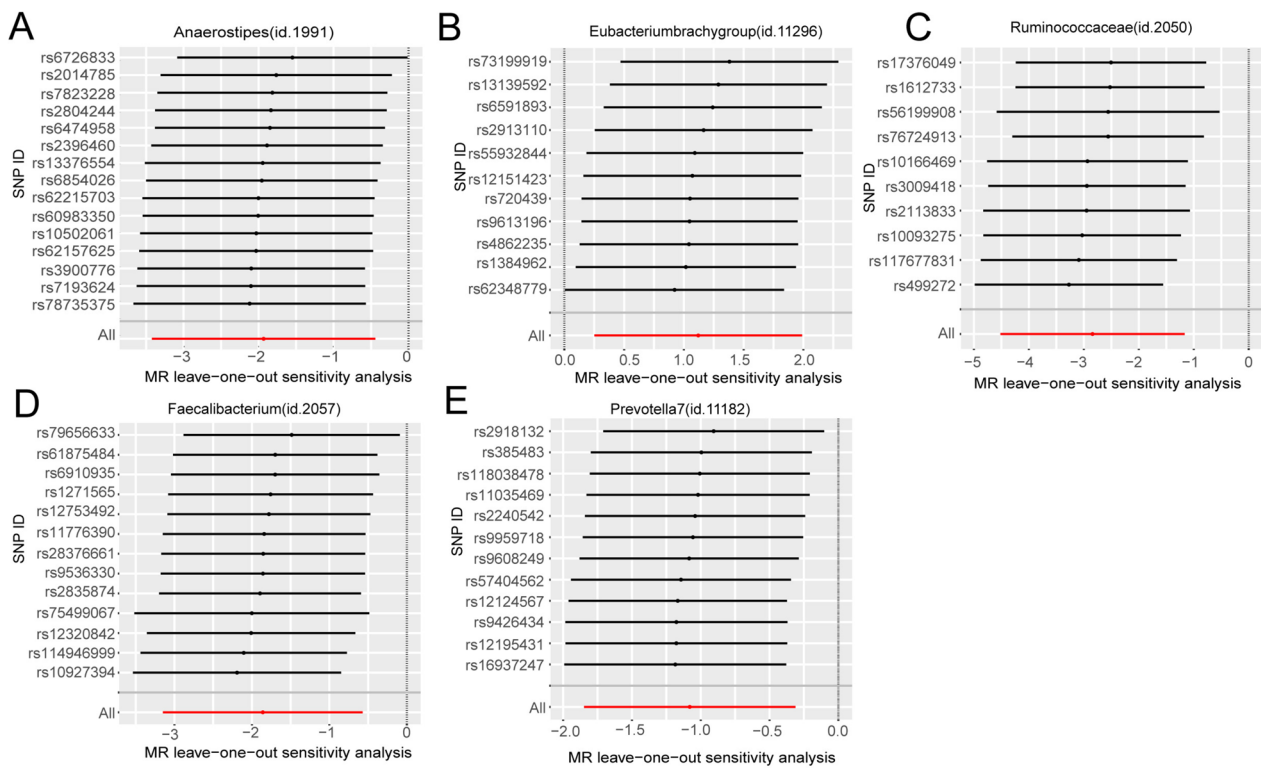 A
Anaerostipes(id.1991)
SNP ID
rs6726833
rs2014785
rs7823228
rs2804244
rs6474958
rs2396460
rs13376554
rs6854026
rs62215703
rs60983350
rs10502061
rs62157625
rs3900776
rs7193624
rs78735375
All
−3
−2
−1
0
MR leave−one−out sensitivity analysis
B
Eubacteriumbrachygroup(id.11296)
SNP ID
rs73199919
rs13139592
rs6591893
rs2913110
rs55932844
rs12151423
rs720439
rs9613196
rs4862235
rs1384962
rs62348779
All
0.0
0.5
1.0
1.5
2.0
MR leave−one−out sensitivity analysis
C
Ruminococcaceae(id.2050)
SNP ID
rs17376049
rs1612733
rs56199908
rs76724913
rs10166469
rs3009418
rs2113833
rs10093275
rs117677831
rs499272
All
−5
−4
−3
−2
−1
0
MR leave−one−out sensitivity analysis
D
Faecalibacterium(id.2057)
SNP ID
rs79656633
rs61875484
rs6910935
rs1271565
rs12753492
rs11776390
rs28376661
rs9536330
rs2835874
rs75499067
rs12320842
rs114946999
rs10927394
All
−3
−2
−1
0
MR leave−one−out sensitivity analysis
E
Prevotella7(id.11182)
SNP ID
rs2918132
rs385483
rs118038478
rs11035469
rs2240542
rs9959718
rs9608249
rs57404562
rs12124567
rs9426434
rs12195431
rs16937247
All
−2.0
−1.5
−1.0
−0.5
0.0
MR leave−one−out sensitivity analysis